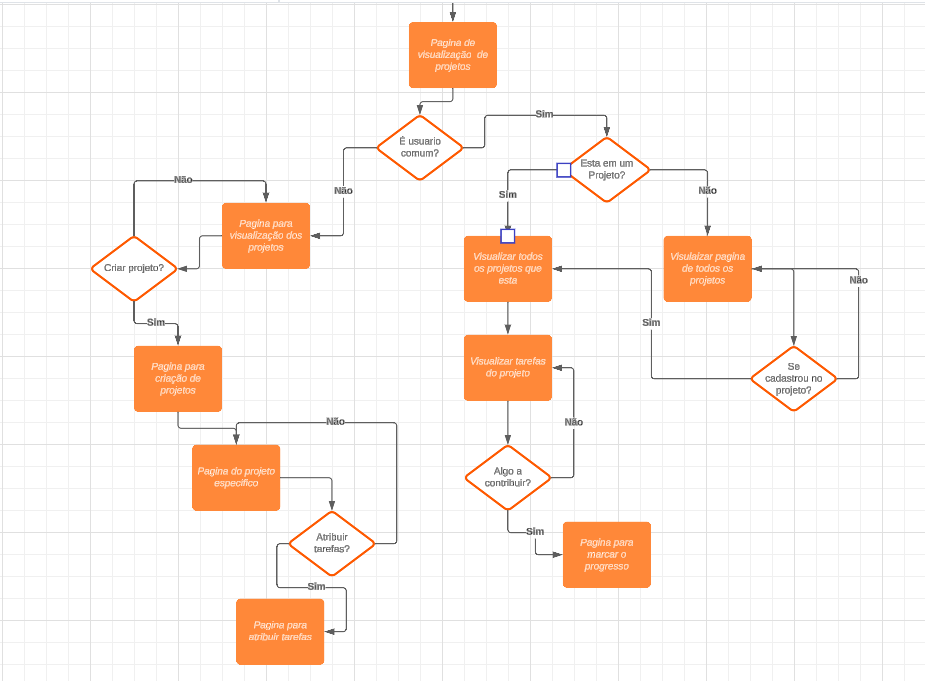 Pagina de
visualização de
projetos
É usuario
comum?
Sim
Não
Esta em um
Projeto?
Sim
Não
Não
Pagina para
visualização dos
projetos
Criar projeto?
Sim
Visualizar todos
os projetos que
esta
Visulaizar pagina
de todos os
projetos
Não
Sim
Se
cadastrou no
projeto?
Pagina para
criação de
projetos
Visualizar tarefas
do projeto
Não
Não
Pagina do projeto
especifico
Algo a
contribuir?
Sim
Atribuir
tarefas?
Sim
Pagina para
marcar o
progresso
Pagine para
atribuir tarefas